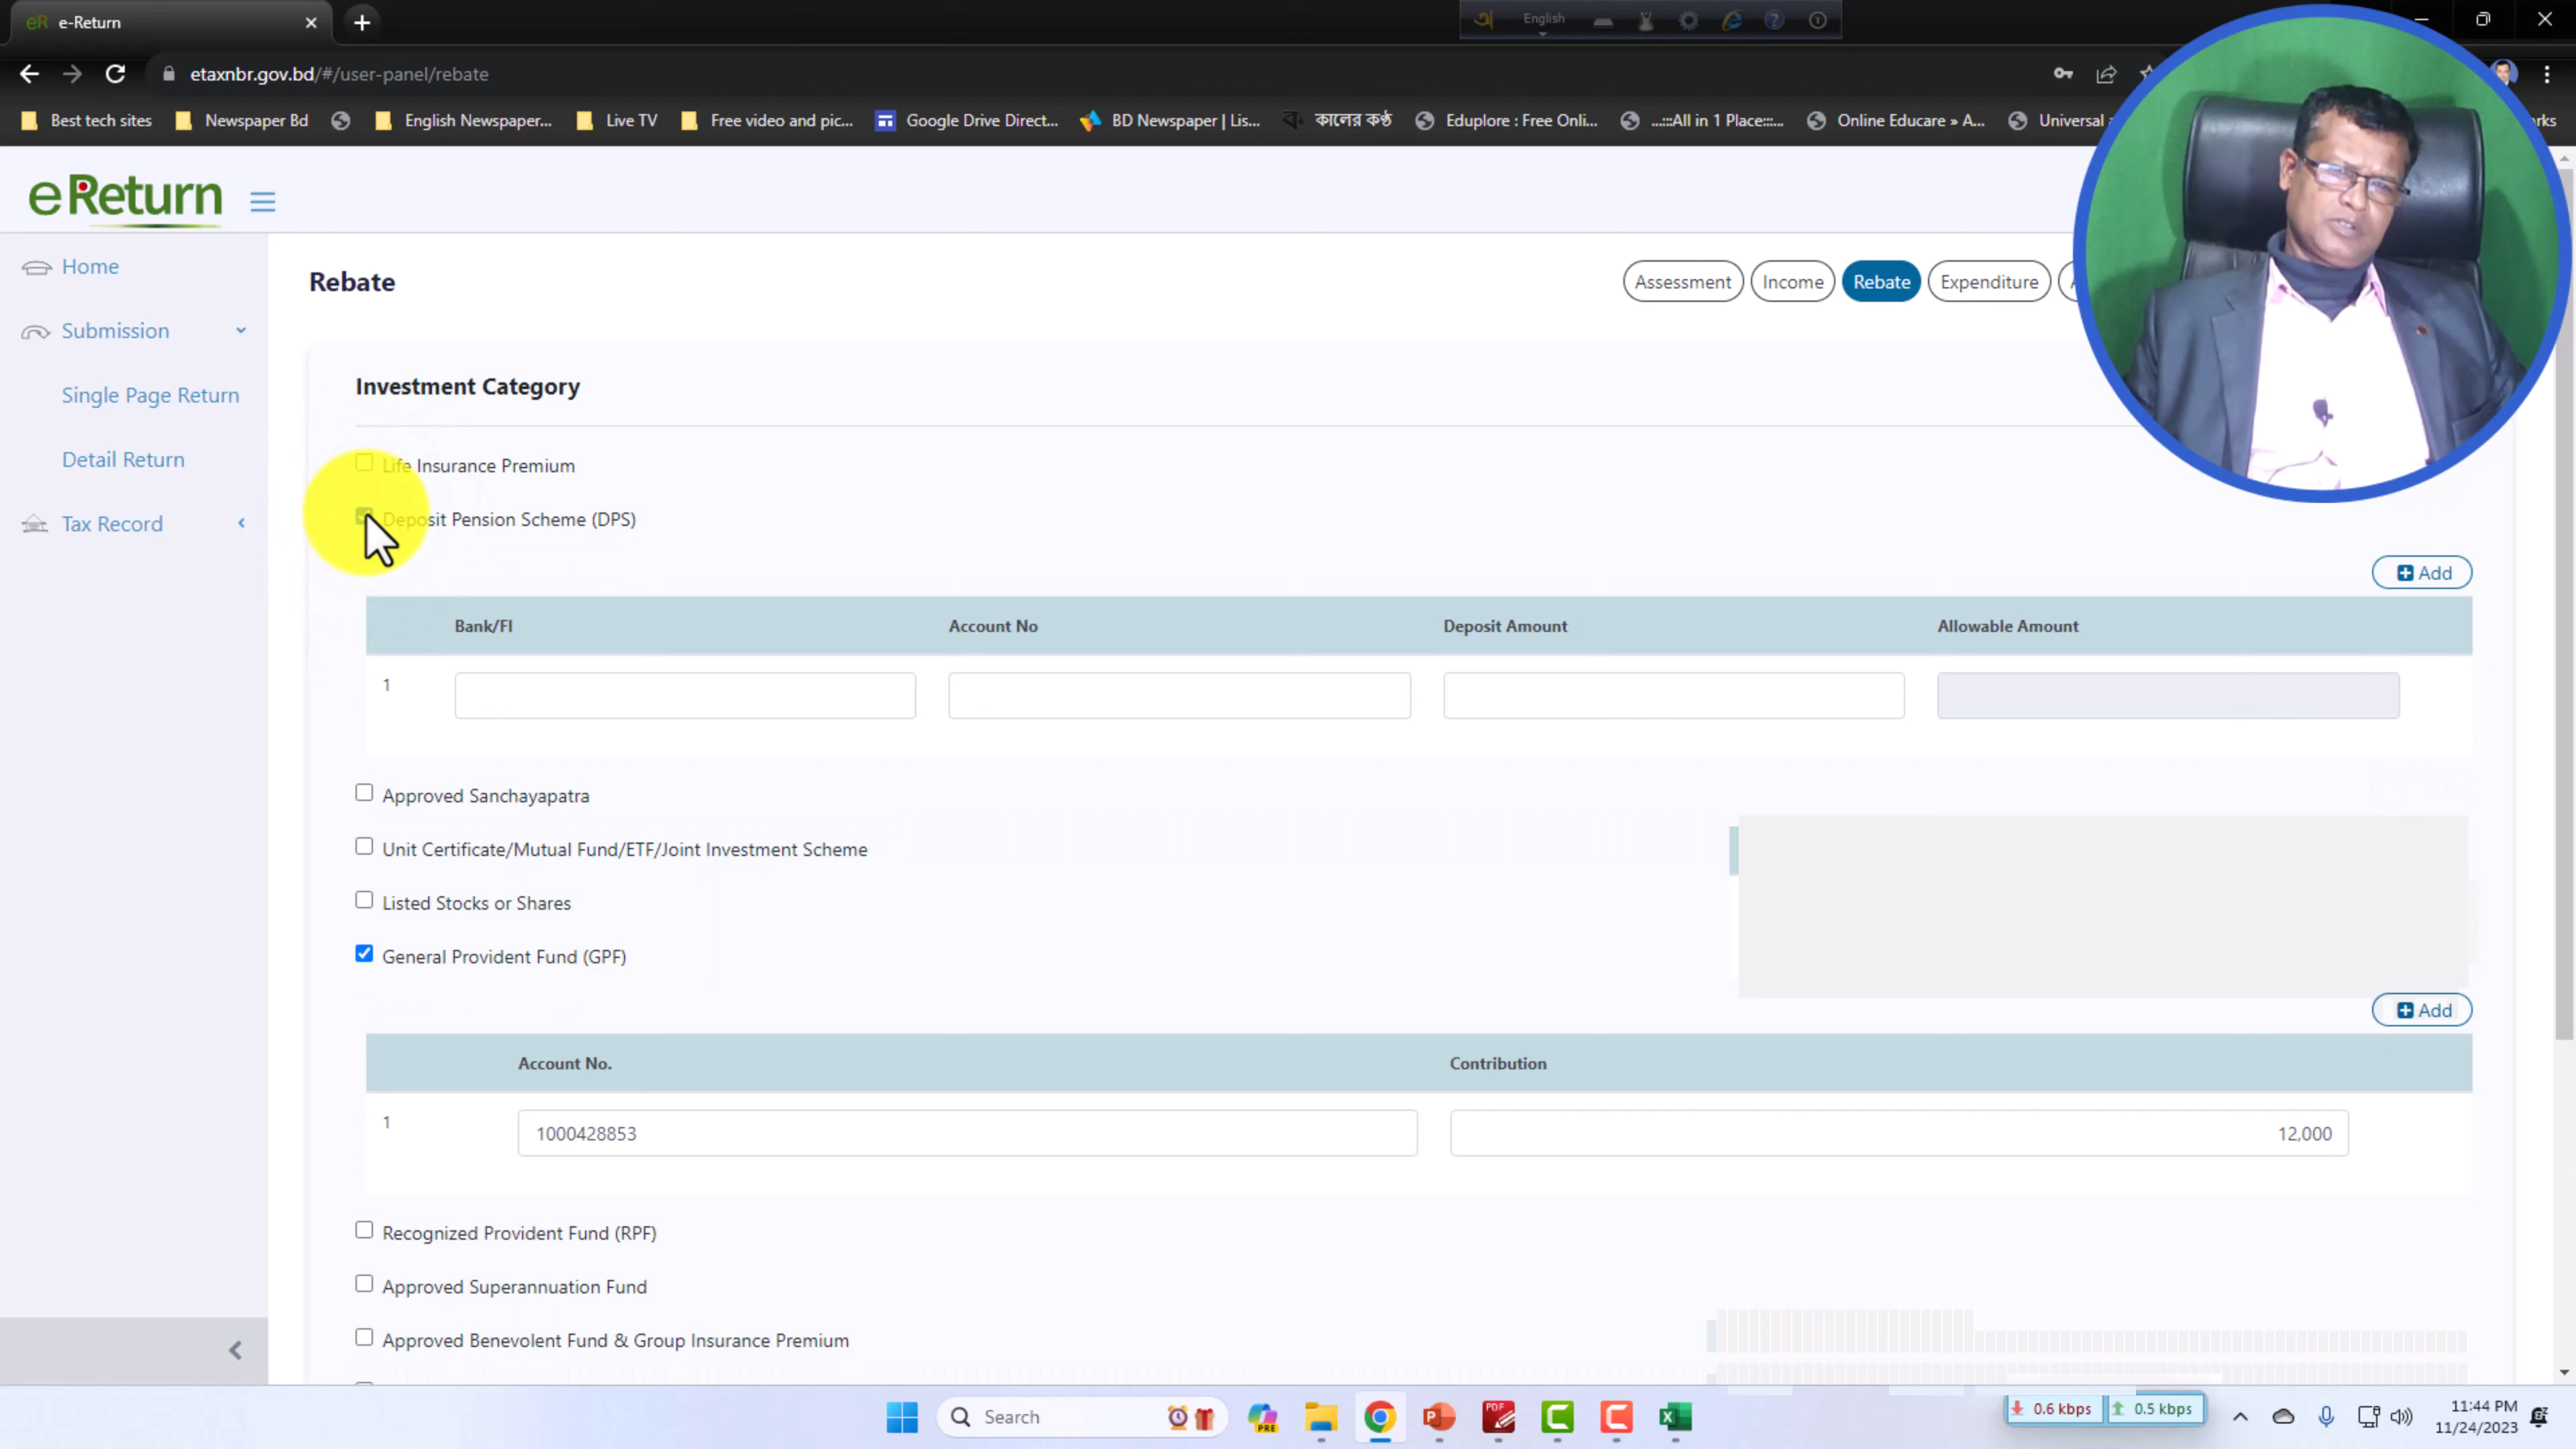 eR e-Return
English
etaxnbr.gov.bd/#/user-panel/rebate
Best tech sites Newspaper Bd English Newspaper... Live TV Free video and pic... Google Drive Direct... BD Newspaper | Lis... কালের কণ্ঠ Eduplore : Free Onli... ...:::All in 1 Place:::... Online Educare » A... Universal
eReturn
Home
Submission
Single Page Return
Detail Return
Tax Record
Rebate
Assessment Income Rebate Expenditure
Investment Category
Life Insurance Premium
Deposit Pension Scheme (DPS)
Add
Bank/FI Account No Deposit Amount Allowable Amount
1
Approved Sanchayapatra
Unit Certificate/Mutual Fund/ETF/Joint Investment Scheme
Listed Stocks or Shares
General Provident Fund (GPF)
Add
Account No. Contribution
1 1000428853 12,000
Recognized Provident Fund (RPF)
Approved Superannuation Fund
Approved Benevolent Fund & Group Insurance Premium
Search
PRE
PDF
0.6 kbps 0.5 kbps
11:44 PM
11/24/2023